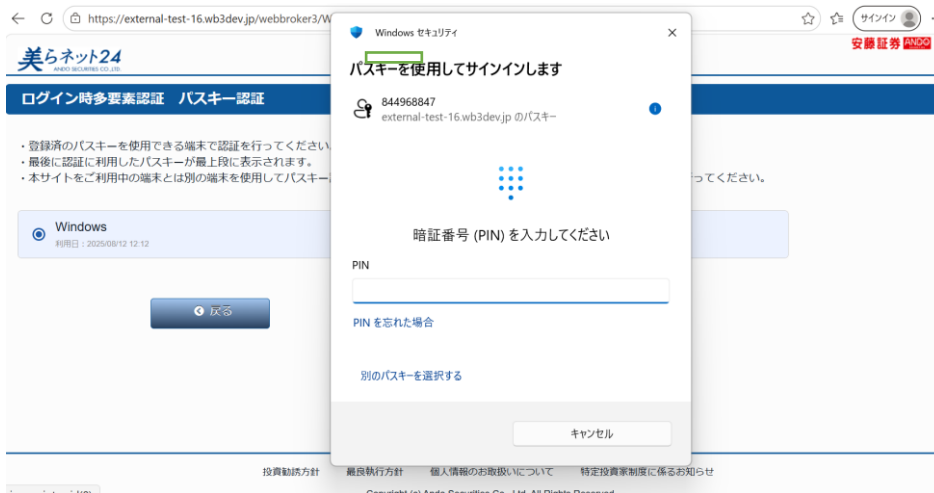 https://external-test-16.wb3dev.jp/webbroker3/W
サインイン
美らネット24
ANDO SECURITIES CO.,LTD.
安藤証券 ANDO
ログイン時多要素認証 パスキー認証
・登録済のパスキーを使用できる端末で認証を行ってください
・最後に認証に利用したパスキーが最上段に表示されます。
・本サイトをご利用中の端末とは別の端末を使用してパスキー
ってください。
Windows
利用日：2025/08/12 12:12
戻る
Windows セキュリティ
パスキーを使用してサインインします
844968847
external-test-16.wb3dev.jp のパスキー
暗証番号 (PIN) を入力してください
PIN
PIN を忘れた場合
別のパスキーを選択する
キャンセル
投資勧誘方針 最良執行方針 個人情報のお取扱いについて 特定投資家制度に係るお知らせ
Copyright (c) Ando Securities Co., Ltd. All Rights Reserved.